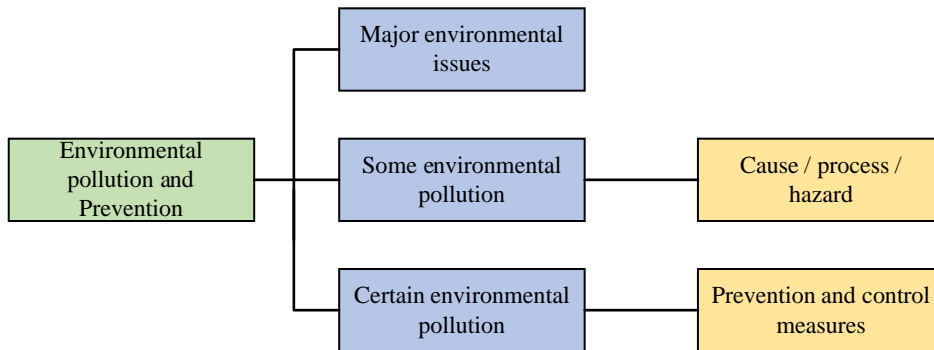 Major environmental
issues
Environmental
pollution and
Prevention
Some environmental
pollution
Cause / process /
hazard
Certain environmental
pollution
Prevention and control
measures